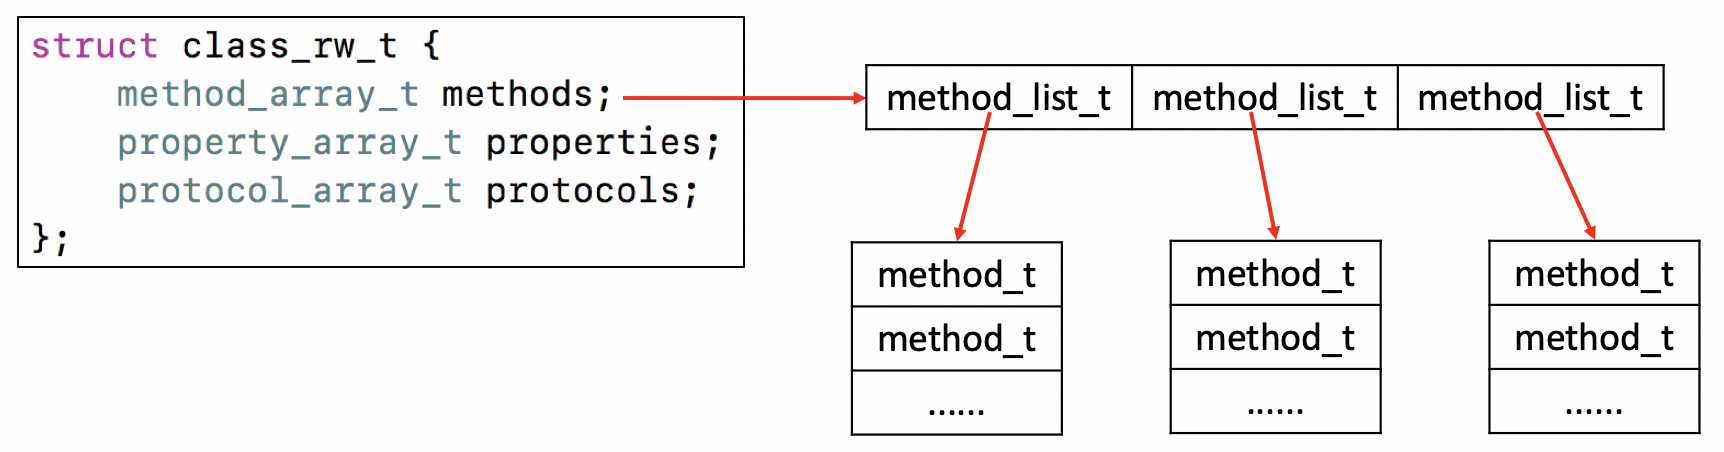 struct class_rw_t {
method_array_t methods;
property_array_t properties;
protocol_array_t protocols;
};
method_list_t method_list_t method_list_t
method_t method_t method_t
method_t method_t method_t
...... ...... ......